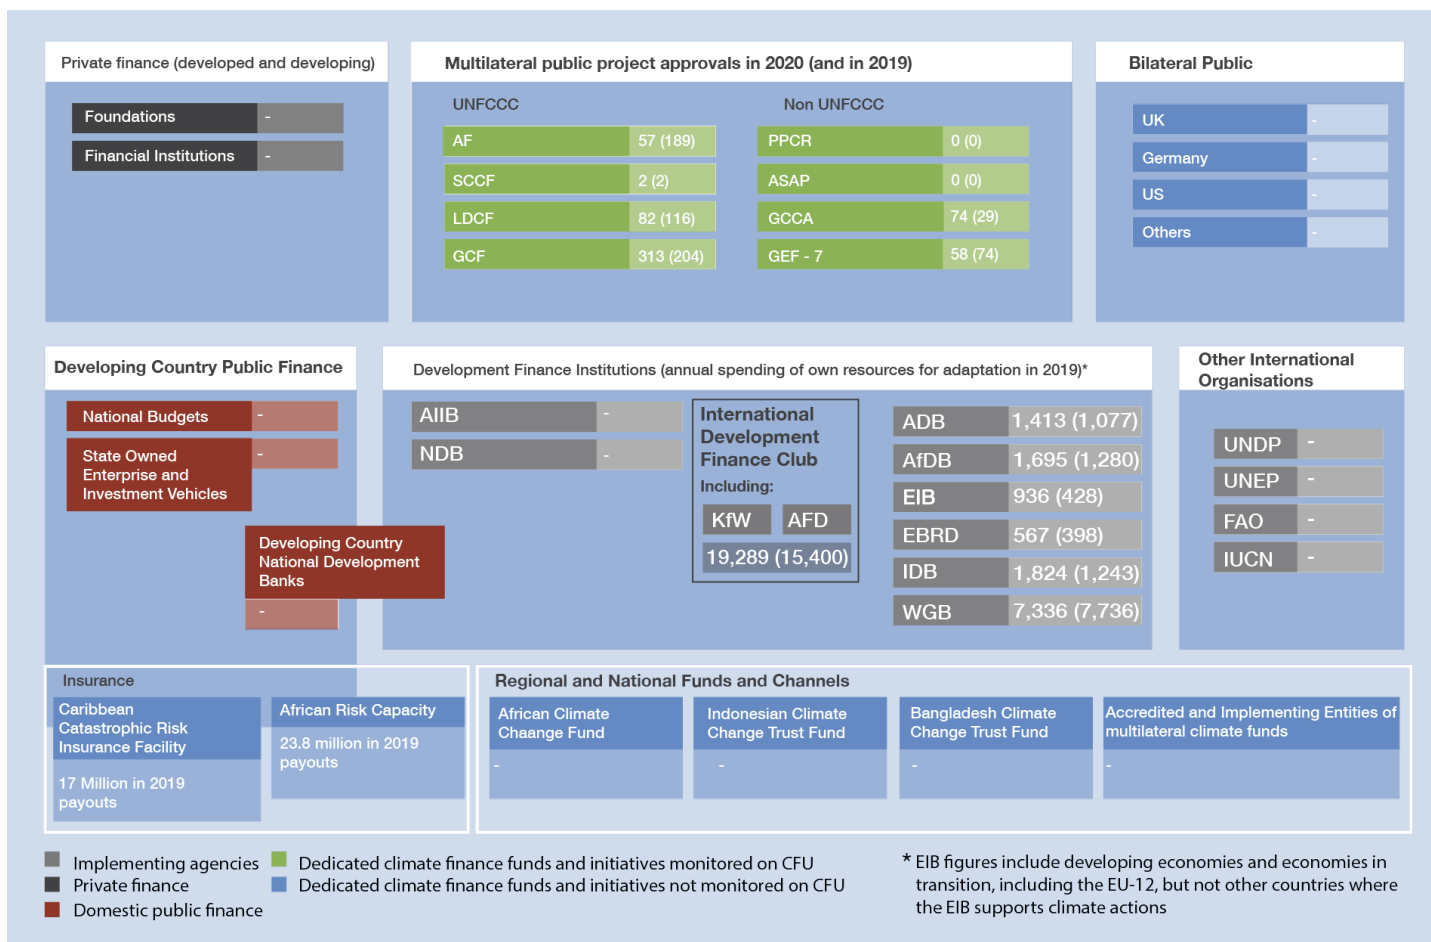 Private finance (developed and developing)
Foundations -
Financial Institutions -
Multilateral public project approvals in 2020 (and in 2019)
UNFCCC
AF 57 (189)
SCCF 2 (2)
LDCF 82 (116)
GCF 313 (204)
Non UNFCCC
PPCR 0 (0)
ASAP 0 (0)
GCCA 74 (29)
GEF - 7 58 (74)
Bilateral Public
UK -
Germany -
US -
Others -
Developing Country Public Finance
National Budgets -
State Owned -
Enterprise and
Investment Vehicles
Developing Country
National Development
Banks
-
Development Finance Institutions (annual spending of own resources for adaptation in 2019)*
AIIB -
NDB -
International
Development
Finance Club
Including:
KfW AFD
19,289 (15,400)
ADB 1,413 (1,077)
AfDB 1,695 (1,280)
EIB 936 (428)
EBRD 567 (398)
IDB 1,824 (1,243)
WGB 7,336 (7,736)
Other International
Organisations
UNDP -
UNEP -
FAO -
IUCN -
Insurance
Caribbean
Catastrophic Risk
Insurance Facility
17 Million in 2019
payouts
African Risk Capacity
23.8 million in 2019
payouts
Regional and National Funds and Channels
African Climate
Chaange Fund
-
Indonesian Climate
Change Trust Fund
-
Bangladesh Climate
Change Trust Fund
-
Accredited and Implementing Entities of
multilateral climate funds
-
Implementing agencies
Private finance
Domestic public finance
Dedicated climate finance funds and initiatives monitored on CFU
Dedicated climate finance funds and initiatives not monitored on CFU
* EIB figures include developing economies and economies in
transition, including the EU-12, but not other countries where
the EIB supports climate actions